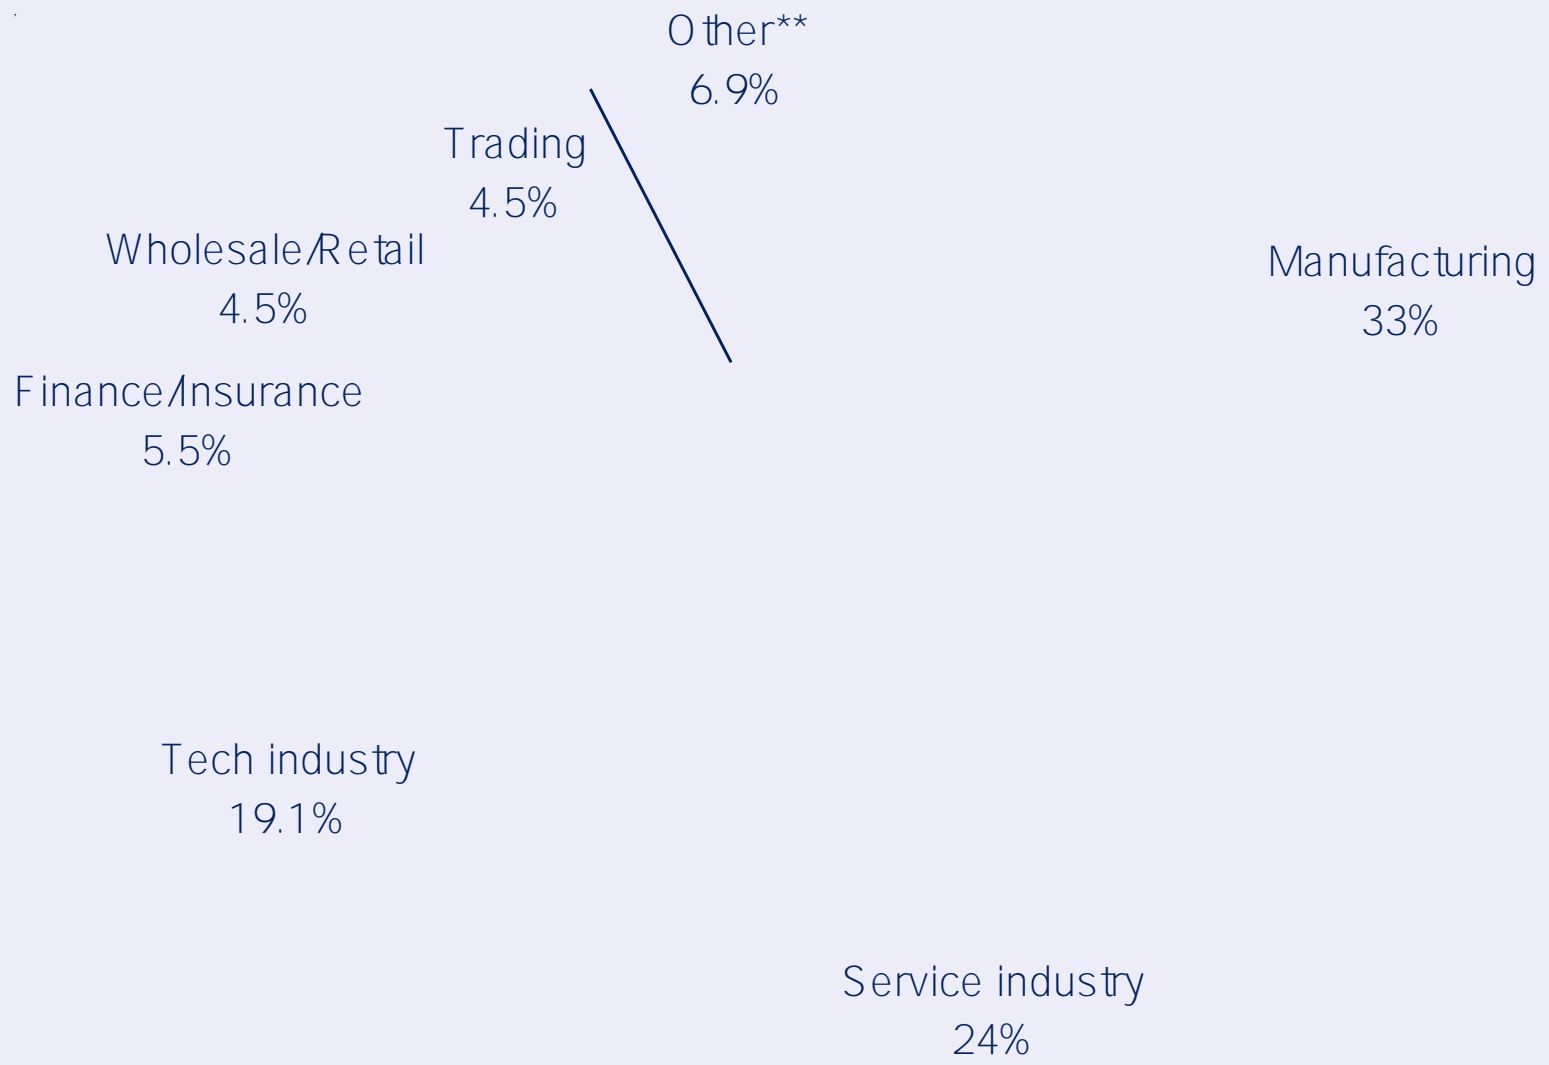 Other**
6.9%
Trading
4.5%
Wholesale/Retail
4.5%
Manufacturing
33%
Finance/Insurance
5.5%
Tech industry
19.1%
Service industry
24%